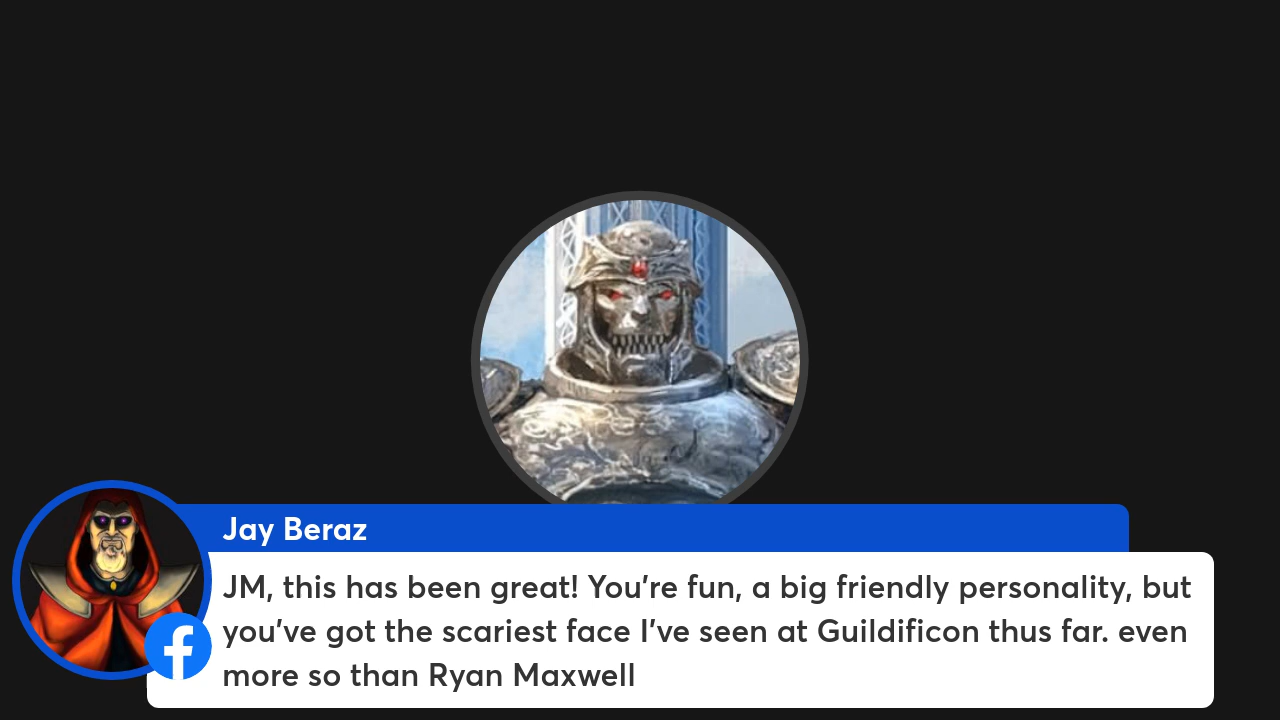 Jay Beraz
JM, this has been great! You're fun, a big friendly personality, but
you've got the scariest face I've seen at Guildificon thus far. even
more so than Ryan Maxwell